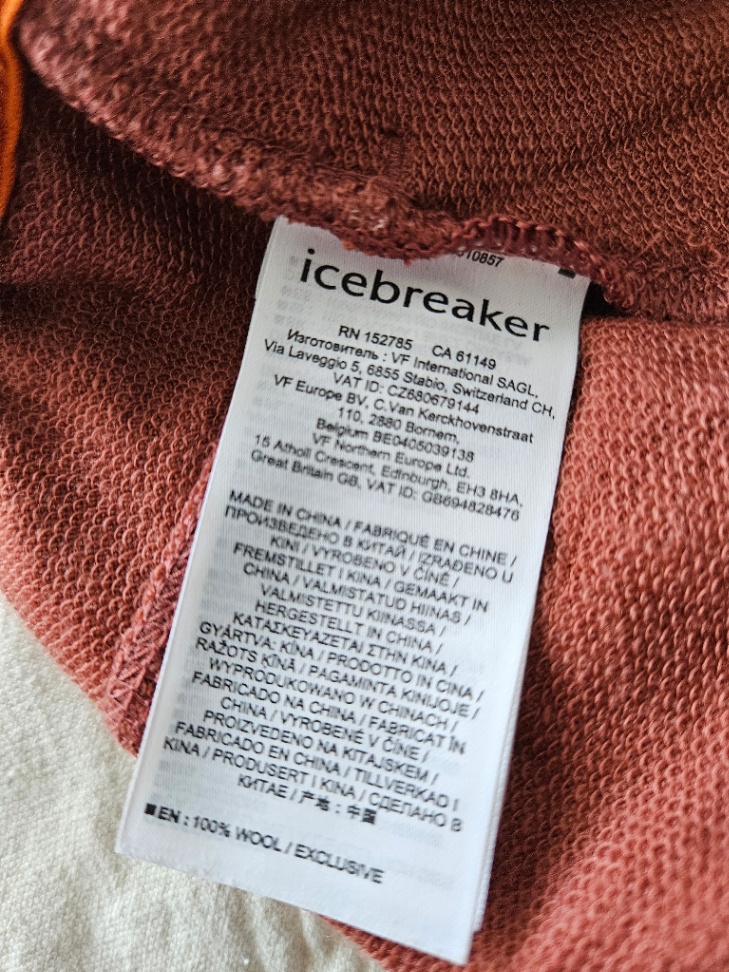 10857
icebreaker
RN 152785 CA 61149
Изготовитель : VF International SAGL,
Via Laveggio 5, 6855 Stabio, Switzerland CH,
VAT ID: CZ680679144
VF Europe BV, C.Van Kerckhovenstraat
110, 2880 Bornem,
Belgium BE0405039138
VF Northern Europe Ltd.
15 Atholl Crescent, Edinburgh, EH3 8HA,
Great Britain GB, VAT ID: GB694828476
MADE IN CHINA / FABRIQUÉ EN CHINE /
ПРОИЗВЕДЕНО В КИТАЙ / IZRAĐENO U
KINI / VYROBENO V ČÍNĚ /
FREMSTILLET I KINA / GEMAAKT IN
CHINA / VALMISTATUD HIINAS /
VALMISTETTU KIINASSA /
HERGESTELLT IN CHINA /
ΚΑΤΑΣΚΕΥΑΖΕΤΑΙ ΣΤΗΝ ΚΙΝΑ /
GYÁRTVA: KÍNA / PRODOTTO IN CINA /
RAŽOTS ĶĪNĀ / PAGAMINTA KINIJOJE /
WYPRODUKOWANO W CHINACH /
FABRICADO NA CHINA / FABRICAT ÎN
CHINA / VYROBENÉ V ČÍNE /
PROIZVEDENO NA KITAJSKEM /
FABRICADO EN CHINA / TILLVERKAD I
KINA / PRODUSERT I KINA / СДЕЛАНО В
КИТАЕ / 产地 : 中国
■EN : 100% WOOL / EXCLUSIVE